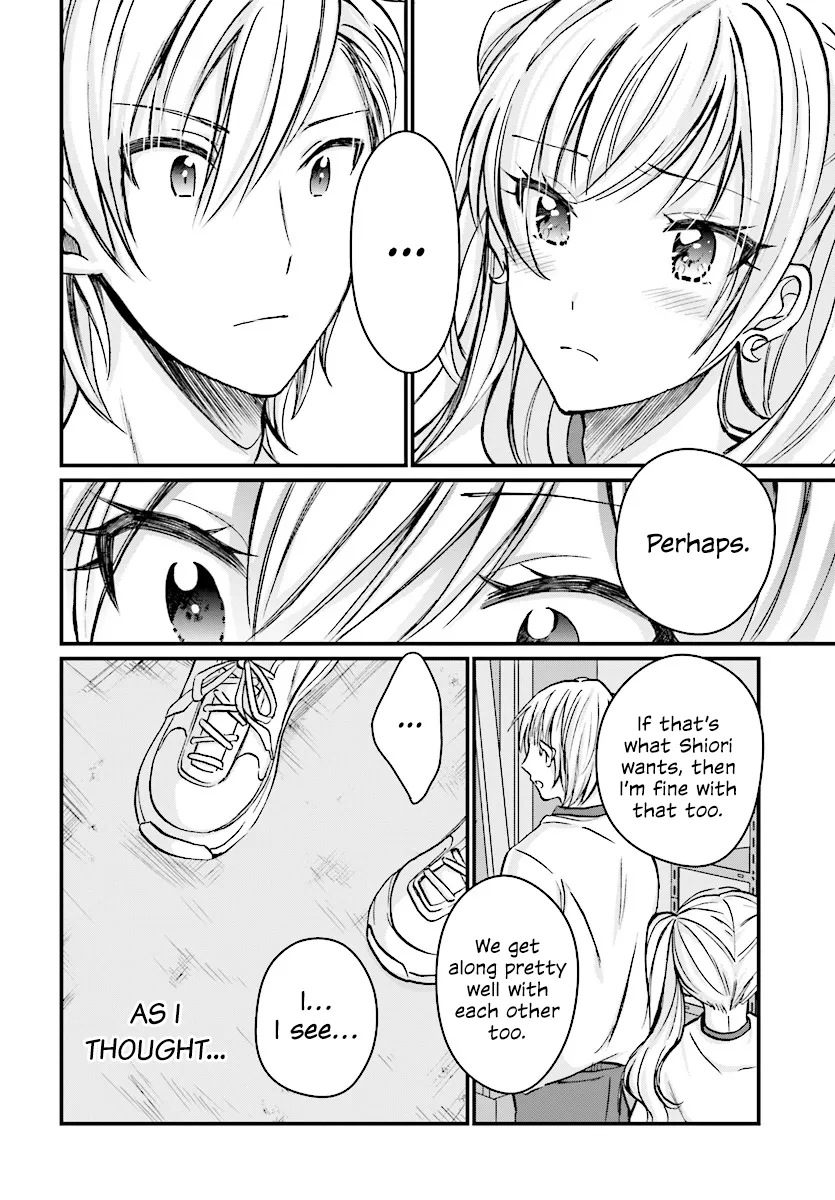 ...
Perhaps.
If that's
what Shiori
wants, then
I'm fine with
that too.
We get
along pretty
well with
each other
too.
...
I...
I see...
AS I
THOUGHT...